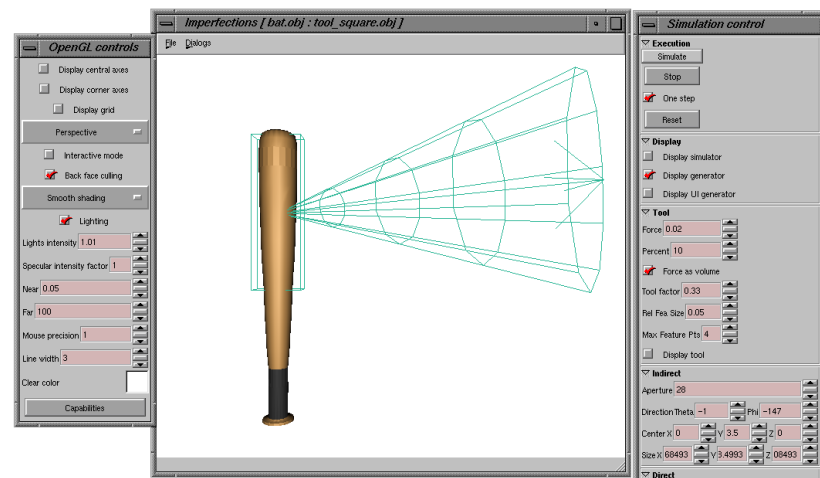 OpenGL controls
Display central axes
Display corner axes
Display grid
Perspective
Interactive mode
Back face culling
Smooth shading
Lighting
Lights intensity 1.01
Specular intensity factor 1
Near 0.05
Far 100
Mouse precision 1
Line width 3
Clear color
Capabilities
Imperfections [ bat.obj : tool_square.obj ]
File Dialogs
Simulation control
Execution
Simulate
Stop
One step
Reset
Display
Display simulator
Display generator
Display UI generator
Tool
Force 0.02
Percent 10
Force as volume
Tool factor 0.33
Rel Fea Size 0.05
Max Feature Pts 4
Display tool
Indirect
Aperture 28
Direction Theta -1 Phi -147
Center X 0 Y 3.5 Z 0
Size X 68493 Y 3.4993 Z 08493
Direct